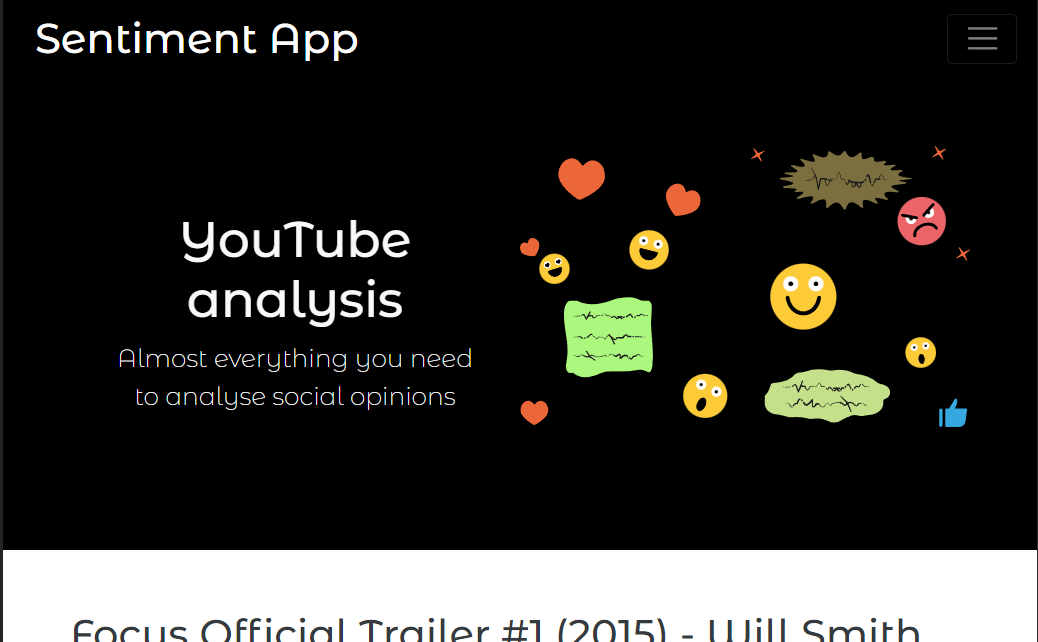 Sentiment App
YouTube
analysis
Almost everything you need
to analyse social opinions
Focus Official Trailer #1 (2015) - Will Smith